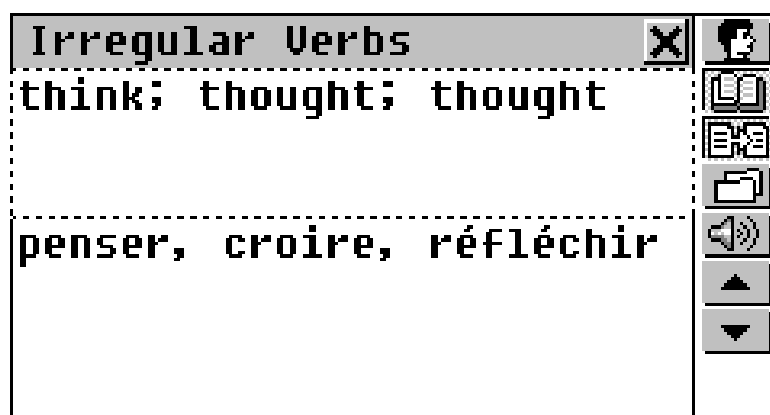 Irregular Verbs
think; thought; thought
penser, croire, réfléchir